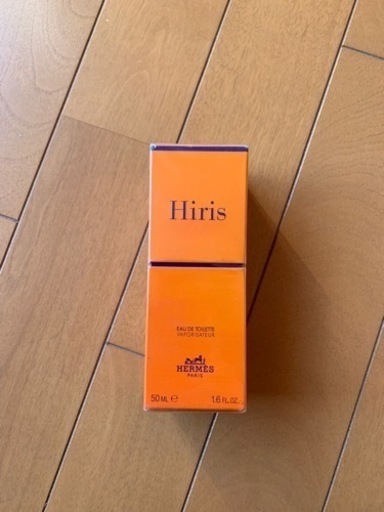 Hiris
EAU DE TOILETTE
VAPORISATEUR
HERMÈS
PARIS
50 ML ℮ 1.6 FL.OZ.